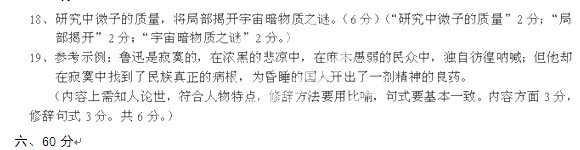 18、研究中微子的质量，将局部揭开宇宙暗物质之谜。（6 分）（“研究中微子的质量”2 分；“局
部揭开”2 分；“宇宙暗物质之谜”2 分。）
19、参考示例：鲁迅是寂寞的，在浓黑的悲凉中，在麻木愚弱的民众中，独自彷徨呐喊；但他却
在寂寞中找到了民族真正的病根，为昏睡的国人开出了一剂精神的良药。
（内容上需知人论世，符合人物特点，修辞方法要用比喻，句式要基本一致。内容方面 3 分，
修辞句式 3 分。共 6 分。）
六、60 分